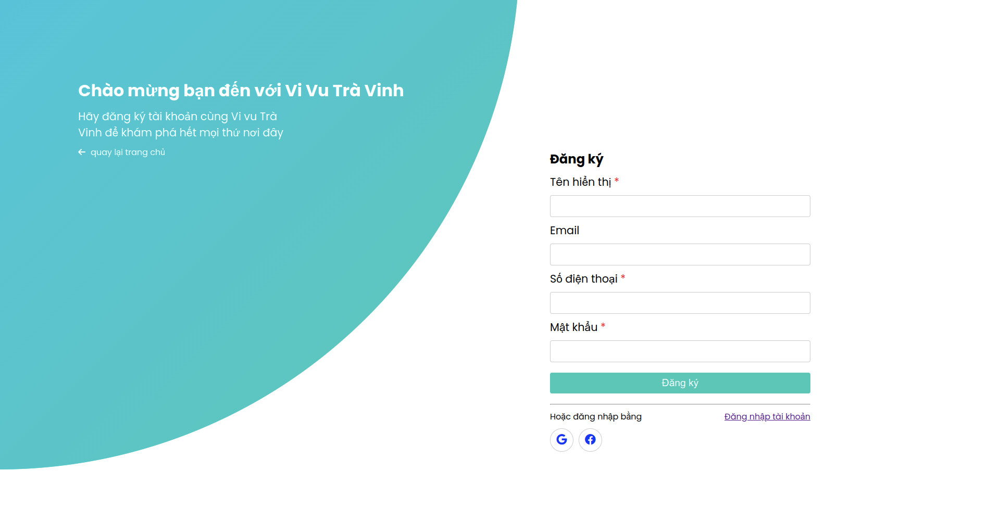 Chào mừng bạn đến với Vi Vu Trà Vinh
Hãy đăng ký tài khoản cùng Vi vu Trà
Vinh để khám phá hết mọi thứ nơi đây
quay lại trang chủ
Đăng ký
Tên hiển thị *
Email
Số điện thoại *
Mật khẩu *
Đăng ký
Hoặc đăng nhập bằng
Đăng nhập tài khoản